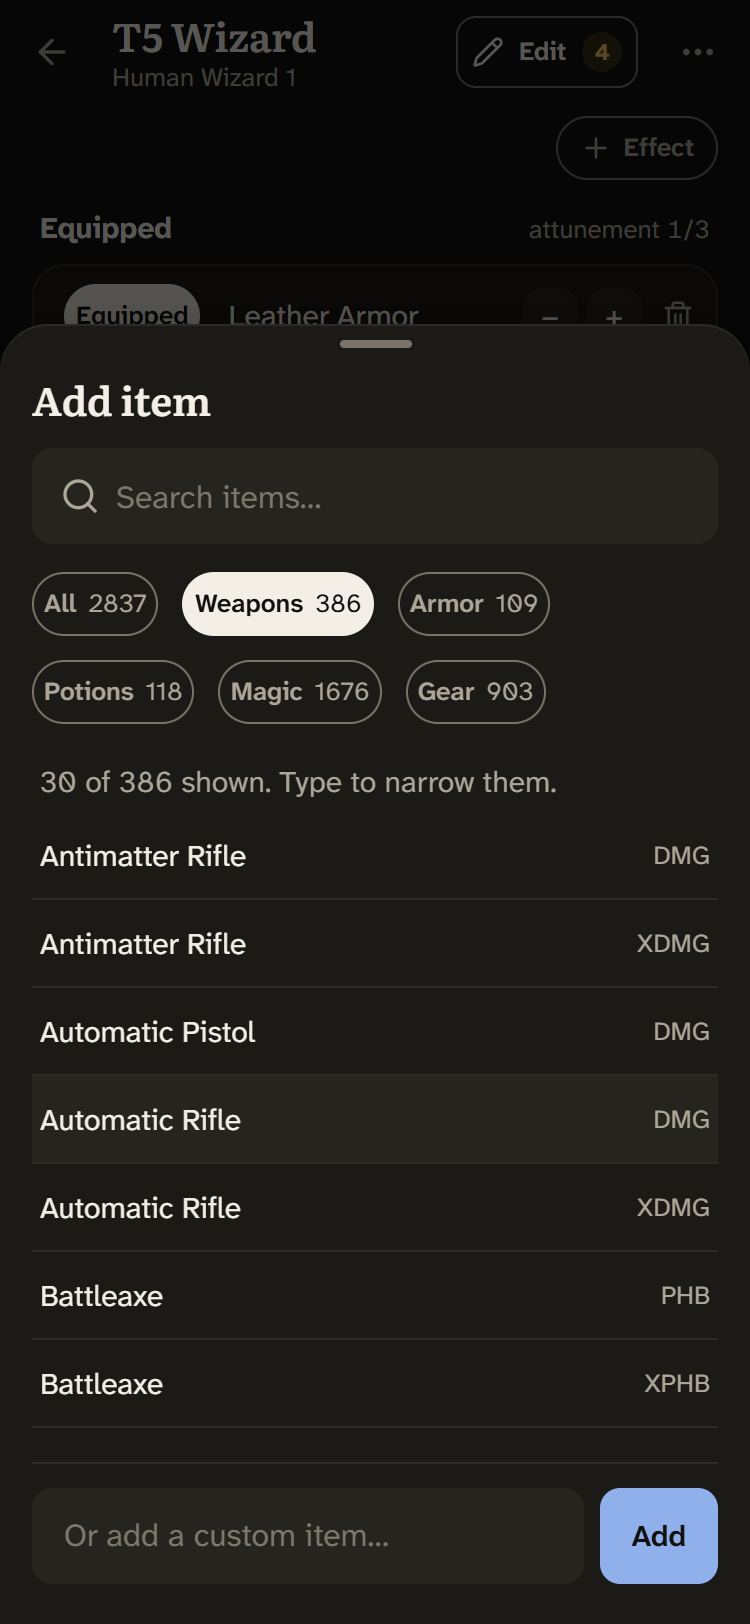 T5 Wizard
Human Wizard 1
Edit 4
+ Effect
Equipped attunement 1/3
Equipped Leather Armor − +
Add item
Search items...
All 2837 Weapons 386 Armor 109
Potions 118 Magic 1676 Gear 903
30 of 386 shown. Type to narrow them.
Antimatter Rifle DMG
Antimatter Rifle XDMG
Automatic Pistol DMG
Automatic Rifle DMG
Automatic Rifle XDMG
Battleaxe PHB
Battleaxe XPHB
Or add a custom item... Add